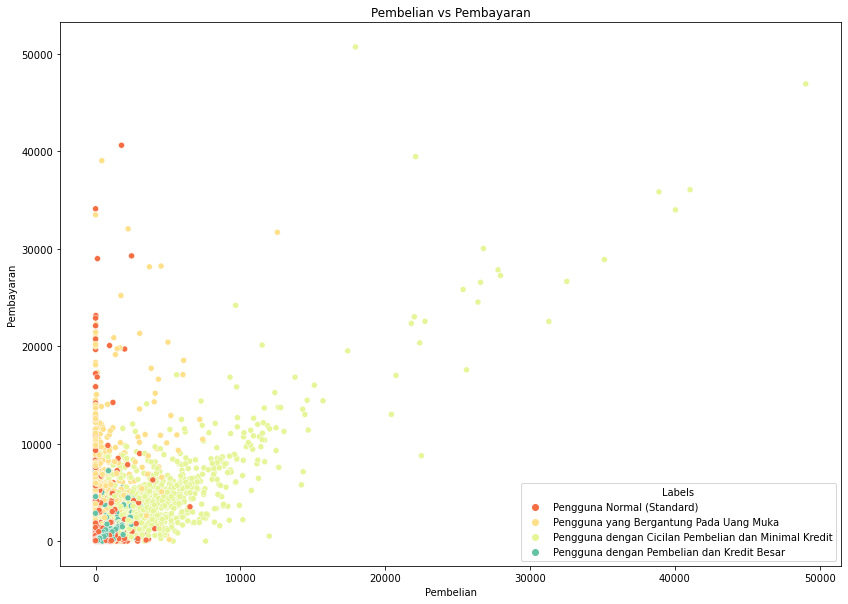 Pembelian vs Pembayaran
Pembayaran
50000
40000
30000
20000
10000
0
Labels
Pengguna Normal (Standard)
Pengguna yang Bergantung Pada Uang Muka
Pengguna dengan Cicilan Pembelian dan Minimal Kredit
Pengguna dengan Pembelian dan Kredit Besar
0 10000 20000 30000 40000 50000
Pembelian